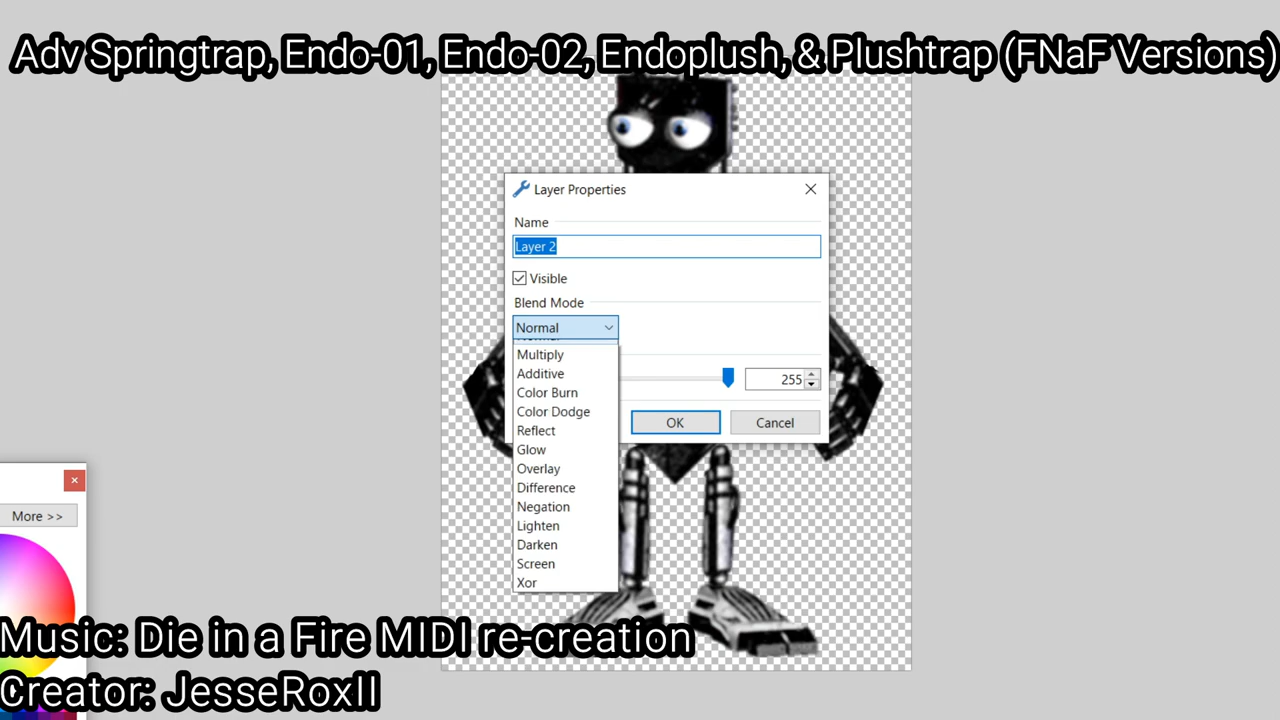 Adv Springtrap, Endo-01, Endo-02, Endoplush, & Plushtrap (FNaF Versions)
Layer Properties
Name
Layer 2
Visible
Blend Mode
Normal
Normal
Multiply
Additive
255
Color Burn
Color Dodge
OK
Cancel
Reflect
Glow
Overlay
Difference
Negation
More >>
Lighten
Darken
Screen
Xor
Music: Die in a Fire MIDI re-creation
Creator: JesseRoxII